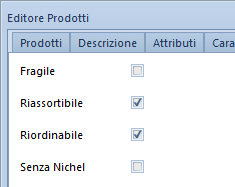 Editore Prodotti
Prodotti Descrizione Attributi
Fragile
Riassortibile
Riordinabile
Senza Nichel